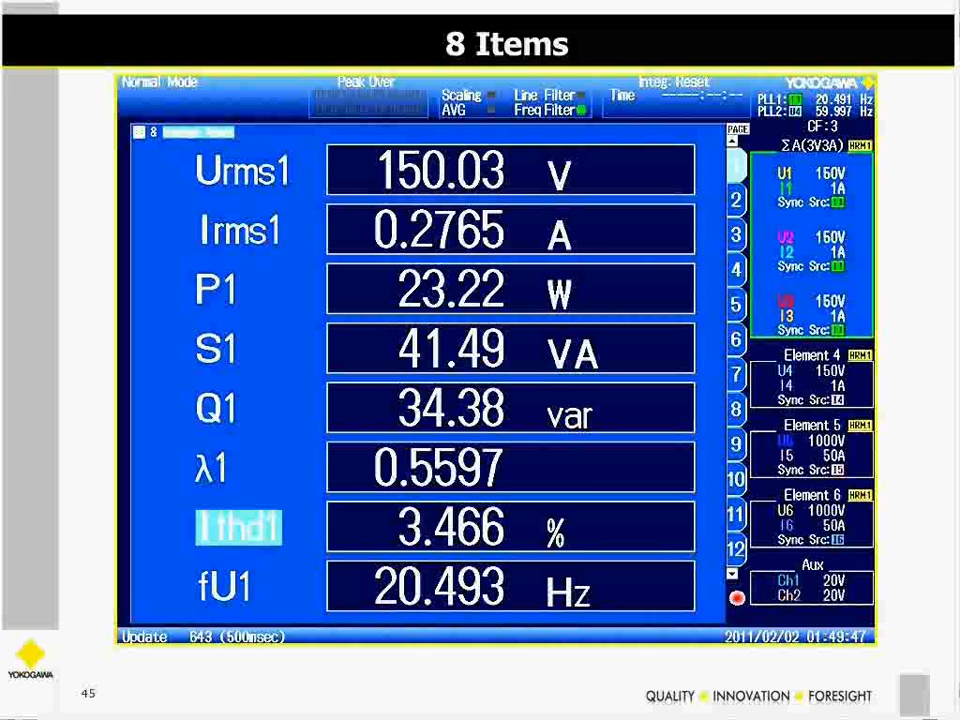 8 Items
Normal Mode
Peak Over
Scaling
AVG
Line Filter
Freq Filter
Integ: Reset
Time -----:--:--
YOKOGAWA
PLL1: 20.491 Hz
PLL2: U4 59.997 Hz
CF:3
& 8
PAGE
Urms1 150.03 V
Irms1 0.2765 A
P1 23.22 W
S1 41.49 VA
Q1 34.38 var
λ1 0.5597
Ithd1 3.466 %
fU1 20.493 Hz
1
2
3
4
5
6
7
8
9
10
11
12
ΣA(3V3A) HRM1
U1 150V
I1 1A
Sync Src:
U2 150V
I2 1A
Sync Src:
U3 150V
I3 1A
Sync Src:
Element 4 HRM1
U4 150V
I4 1A
Sync Src:I4
Element 5 HRM1
U5 1000V
I5 50A
Sync Src:I5
Element 6 HRM1
U6 1000V
I6 50A
Sync Src:I6
Aux
Ch1 20V
Ch2 20V
Update 643 (500msec)
2011/02/02 01:49:47
YOKOGAWA
45
QUALITY INNOVATION FORESIGHT